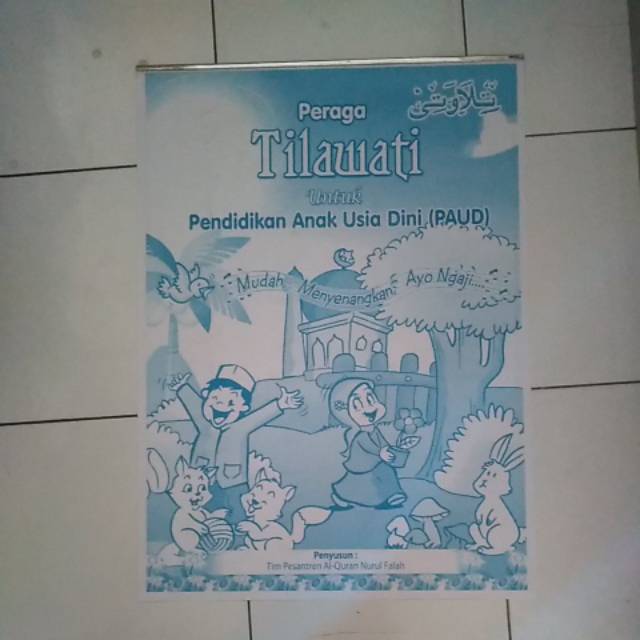 Peraga
تِلَاوَتِىْ
Tilawati
Untuk
Pendidikan Anak Usia Dini (PAUD)
Mudah, Menyenangkan Ayo Ngaji.....
Penyusun :
Tim Pesantren Al-Quran Nurul Falah